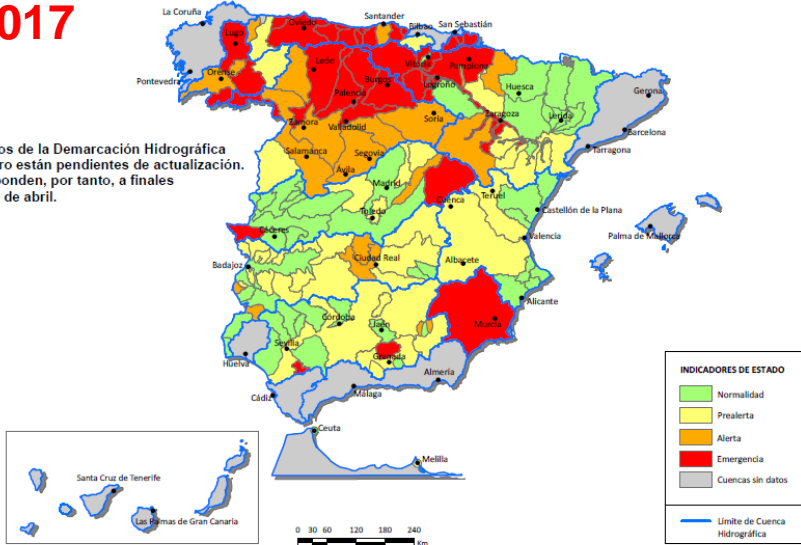 017
os de la Demarcación Hidrográfica
ro están pendientes de actualización.
ponden, por tanto, a finales
de abril.
La Coruña
Lugo
Oviedo
Santander
Bilbao
San Sebastián
Pontevedra
Orense
León
Vitoria
Pamplona
Burgos
Logroño
Palencia
Huesca
Gerona
Zamora
Valladolid
Soria
Zaragoza
Lérida
Barcelona
Tarragona
Salamanca
Segovia
Ávila
Madrid
Teruel
Cuenca
Toledo
Castellón de la Plana
Cáceres
Valencia
Palma de Mallorca
Badajoz
Ciudad Real
Albacete
Alicante
Córdoba
Jaén
Murcia
Sevilla
Granada
Huelva
Almería
Málaga
Cádi
Ceuta
Melilla
Santa Cruz de Tenerife
Las Palmas de Gran Canaria
0 30 60 120 180 240
Km
INDICADORES DE ESTADO
Normalidad
Prealerta
Alerta
Emergencia
Cuencas sin datos
Límite de Cuenca
Hidrográfica